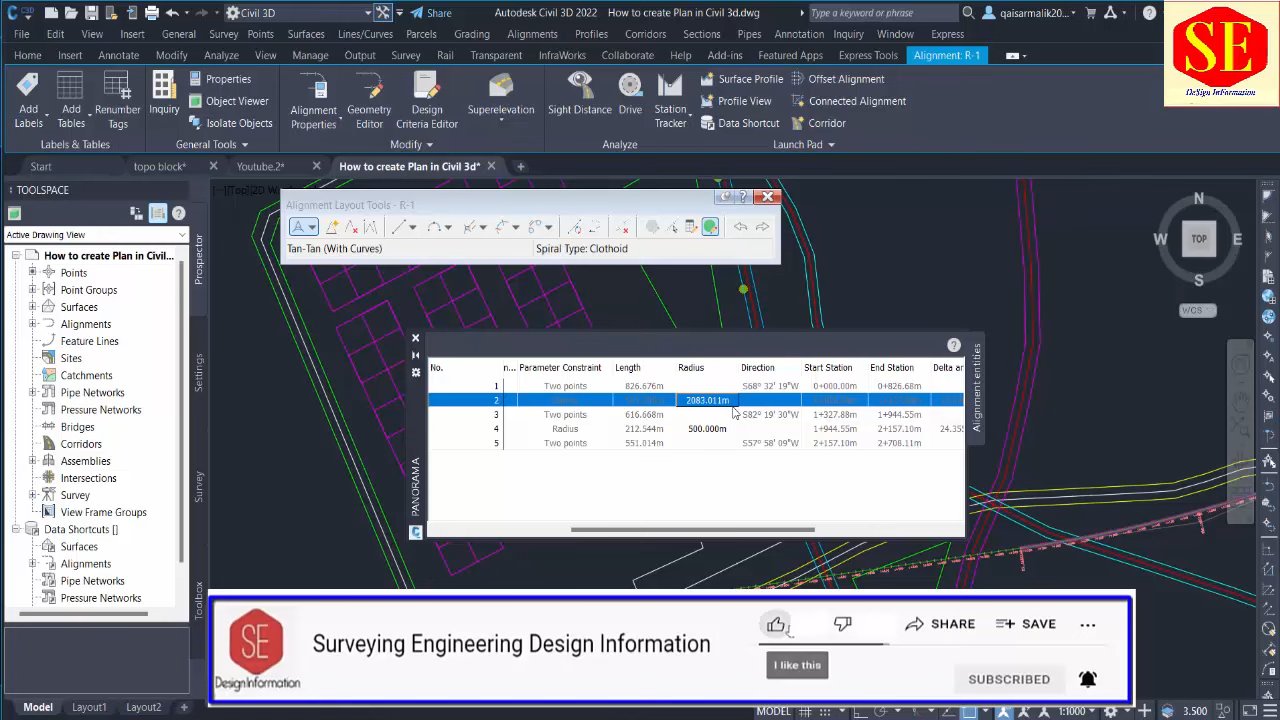 Civil 3D
Share
Autodesk Civil 3D 2022
How to create Plan in Civil 3d.dwg
Type a keyword or phrase
qaisarmalik20...
File Edit View Insert General Survey Points Surfaces Lines/Curves Parcels Grading Alignments Profiles Corridors Sections Pipes Annotation Inquiry Window Express
Home Insert Annotate Modify Analyze View Manage Output Survey Rail Transparent InfraWorks Collaborate Help Add-ins Featured Apps Express Tools Alignment: R-1
SE
DeSign InFormation
Add Labels
Add Tables
Renumber Tags
Inquiry
Properties
Object Viewer
Isolate Objects
Alignment Properties
Geometry Editor
Design Criteria Editor
Superelevation
Sight Distance
Drive
Station Tracker
Surface Profile
Profile View
Data Shortcut
Offset Alignment
Connected Alignment
Corridor
Labels & Tables
General Tools
Modify
Analyze
Launch Pad
Start
topo block*
Youtube.2*
How to create Plan in Civil 3d*
TOOLSPACE
Active Drawing View
How to create Plan in Civil...
Points
Point Groups
Surfaces
Alignments
Feature Lines
Sites
Catchments
Pipe Networks
Pressure Networks
Bridges
Corridors
Assemblies
Intersections
Survey
View Frame Groups
Data Shortcuts []
Surfaces
Alignments
Pipe Networks
Pressure Networks
Prospector
Settings
Survey
Toolbox
Alignment Layout Tools - R-1
Tan-Tan (With Curves)
Spiral Type: Clothoid
N
W TOP E
S
WCS
PANORAMA
Alignment entities
No. n... Parameter Constraint Length Radius Direction Start Station End Station Delta ar
1 Two points 826.676m S68° 32' 19"W 0+000.00m 0+826.68m
2 2083.011m
3 Two points 616.668m S82° 19' 30"W 1+327.88m 1+944.55m
4 Radius 212.544m 500.000m 1+944.55m 2+157.10m 24.355
5 Two points 551.014m S57° 58' 09"W 2+157.10m 2+708.11m
SE
DesignInformation
Surveying Engineering Design Information
SHARE
SAVE
I like this
SUBSCRIBED
Model Layout1 Layout2
MODEL
1:1000
3.500